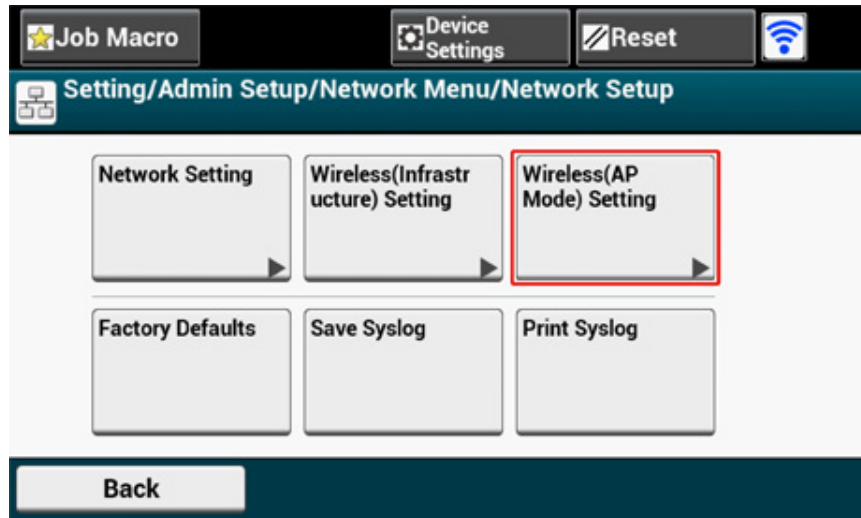 Job Macro
Device
Settings
Reset
Setting/Admin Setup/Network Menu/Network Setup
Network Setting
Wireless(Infrastr
ucture) Setting
Wireless(AP
Mode) Setting
Factory Defaults
Save Syslog
Print Syslog
Back